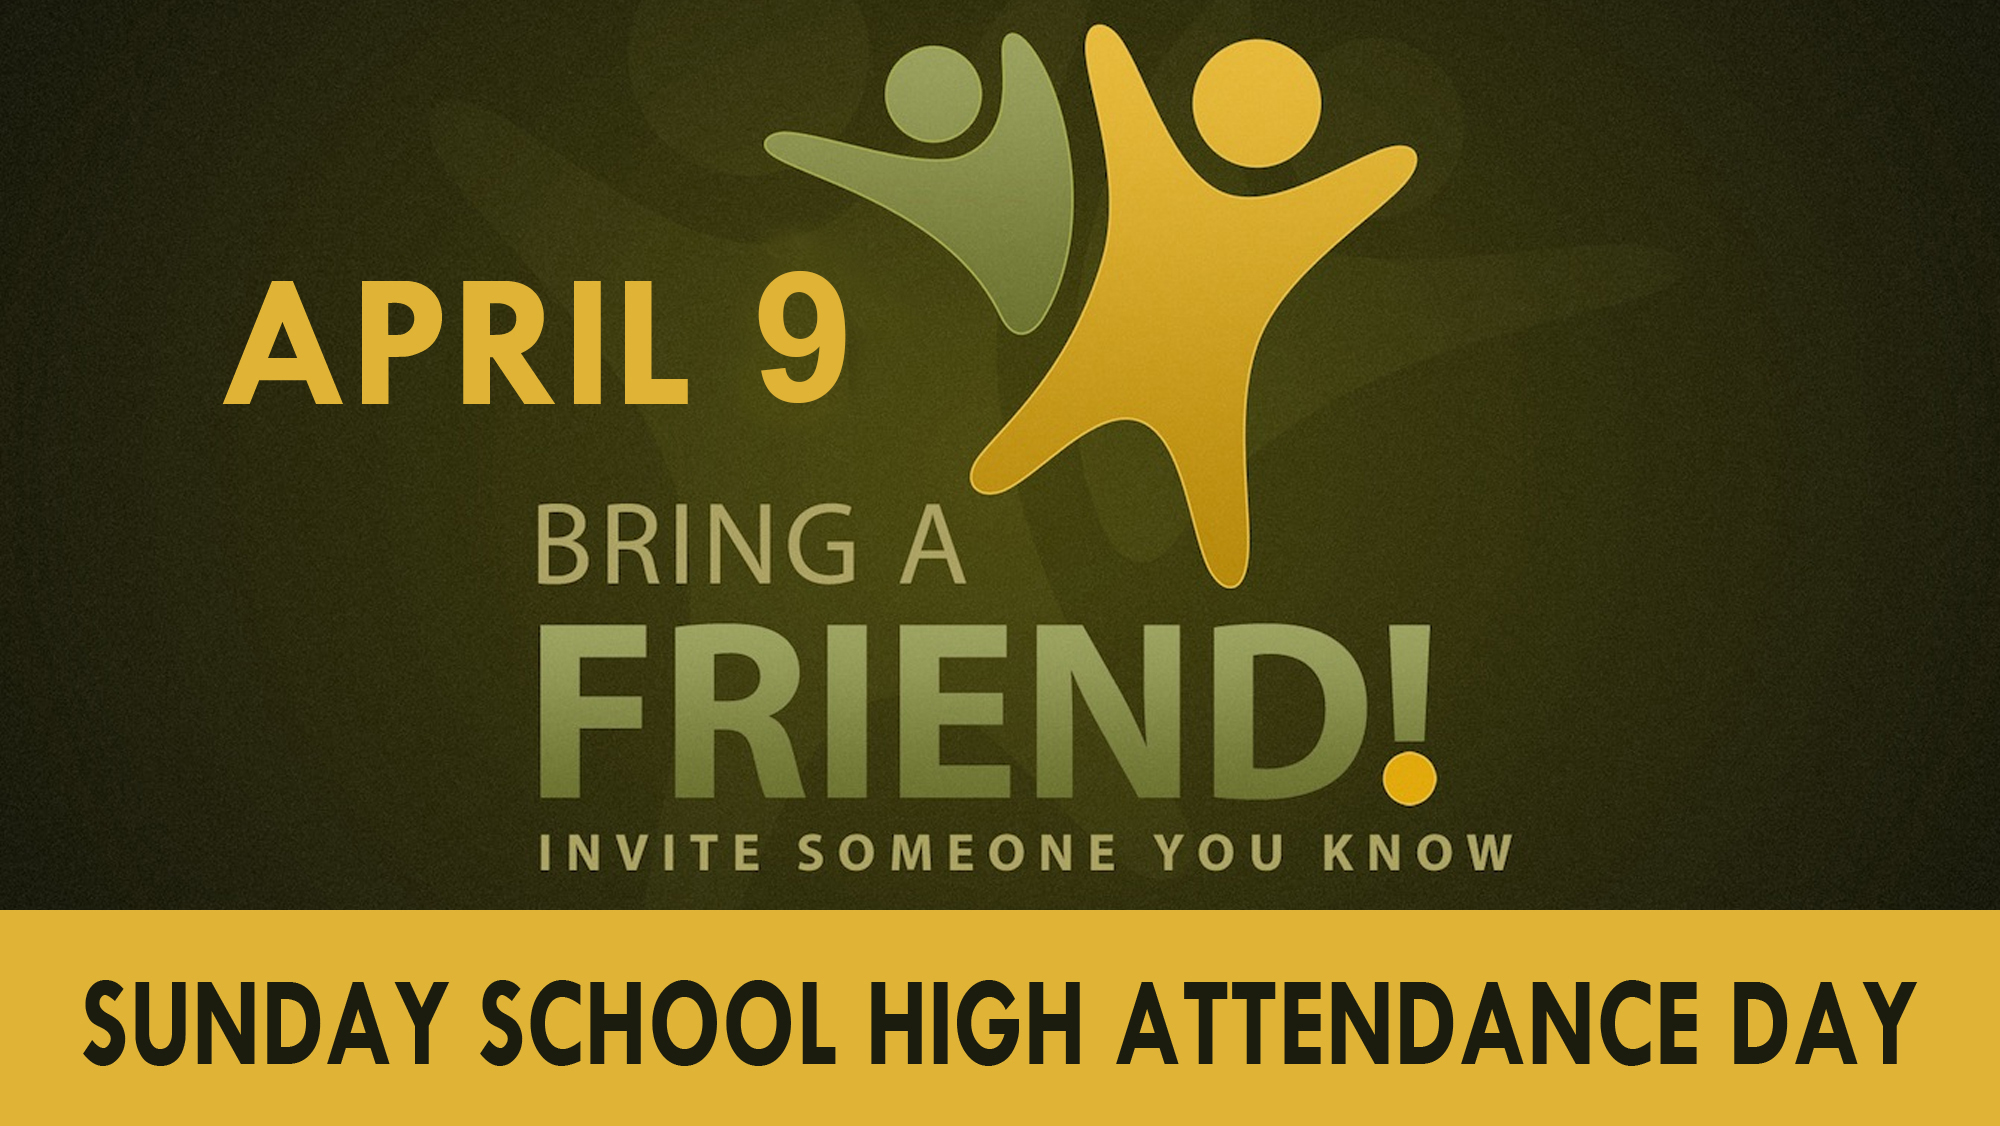 APRIL 9
BRING A
FRIEND!
INVITE SOMEONE YOU KNOW
SUNDAY SCHOOL HIGH ATTENDANCE DAY